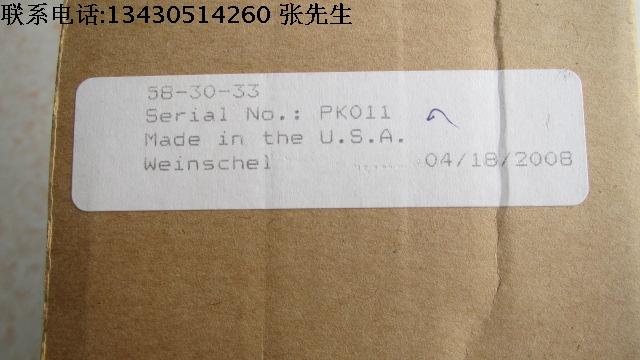 联系电话:13430514260 张先生
58-30-33
Serial No.: PK011
Made in the U.S.A.
Weinschel 04/18/2008